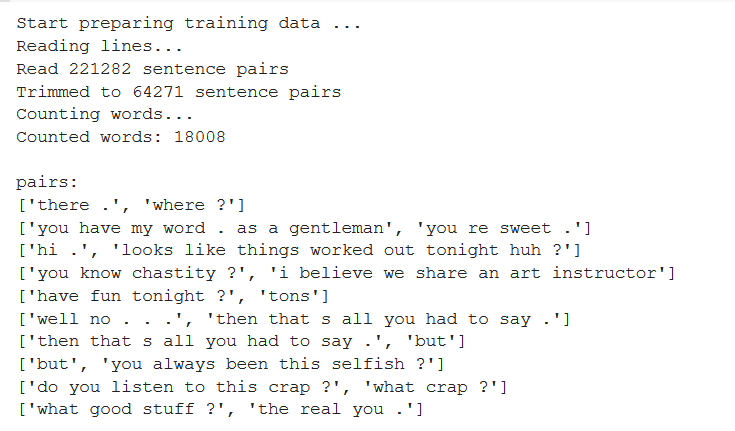 Start preparing training data ...
Reading lines...
Read 221282 sentence pairs
Trimmed to 64271 sentence pairs
Counting words...
Counted words: 18008
pairs:
['there .', 'where ?']
['you have my word . as a gentleman', 'you re sweet .']
['hi .', 'looks like things worked out tonight huh ?']
['you know chastity ?', 'i believe we share an art instructor']
['have fun tonight ?', 'tons']
['well no . . .', 'then that s all you had to say .']
['then that s all you had to say .', 'but']
['but', 'you always been this selfish ?']
['do you listen to this crap ?', 'what crap ?']
['what good stuff ?', 'the real you .']